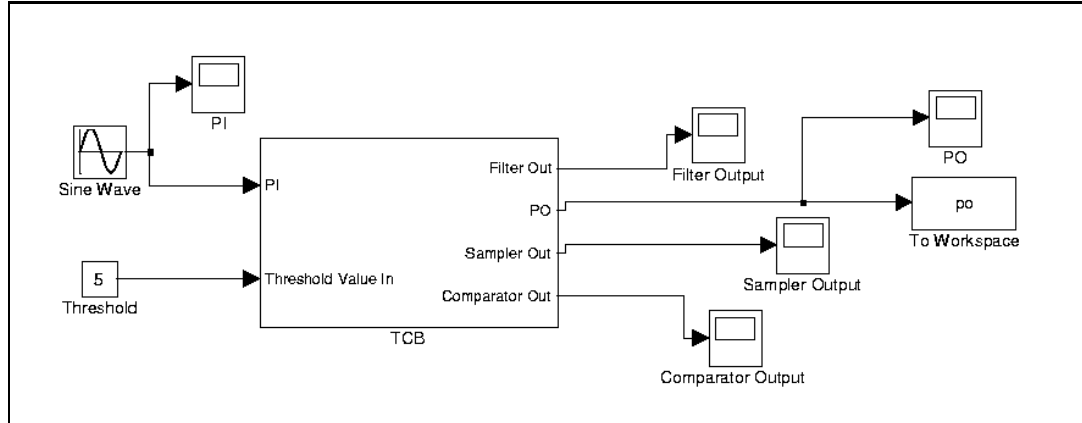 PI
Sine Wave
PI
Filter Out
Filter Output
PO
PO
po
To Workspace
Sampler Out
Sampler Output
5
Threshold
Threshold Value In
Comparator Out
TCB
Comparator Output